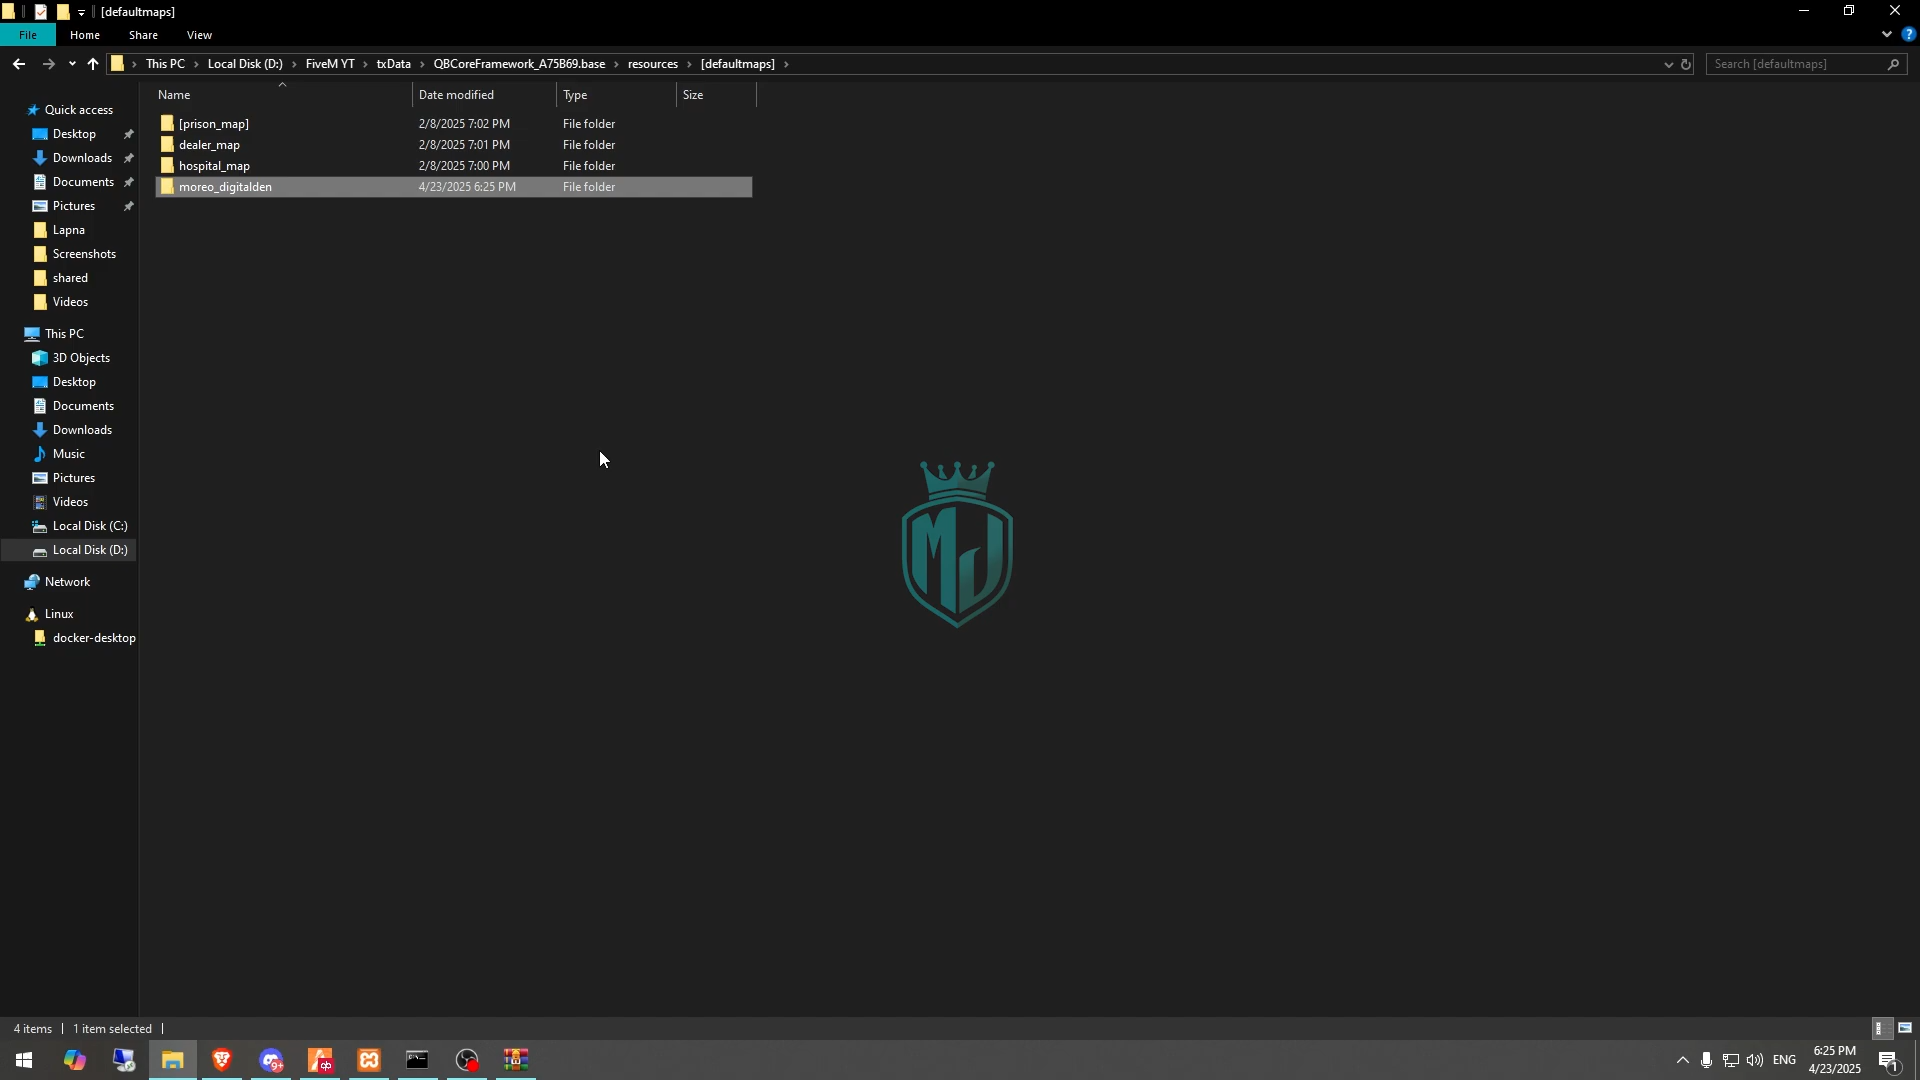 [defaultmaps]
File
Home
Share
View
?
This PC
Local Disk (D:)
FiveM YT
txData
QBCoreFramework_A75B69.base
resources
[defaultmaps]
Search [defaultmaps]
Name
Date modified
Type
Size
[prison_map] 2/8/2025 7:02 PM File folder
dealer_map 2/8/2025 7:01 PM File folder
hospital_map 2/8/2025 7:00 PM File folder
moreo_digitalden 4/23/2025 6:25 PM File folder
Quick access
Desktop
Downloads
Documents
Pictures
Lapna
Screenshots
shared
Videos
This PC
3D Objects
Desktop
Documents
Downloads
Music
Pictures
Videos
Local Disk (C:)
Local Disk (D:)
Network
Linux
docker-desktop
MJ
4 items
1 item selected
9+
qb
ENG
6:25 PM
4/23/2025
1